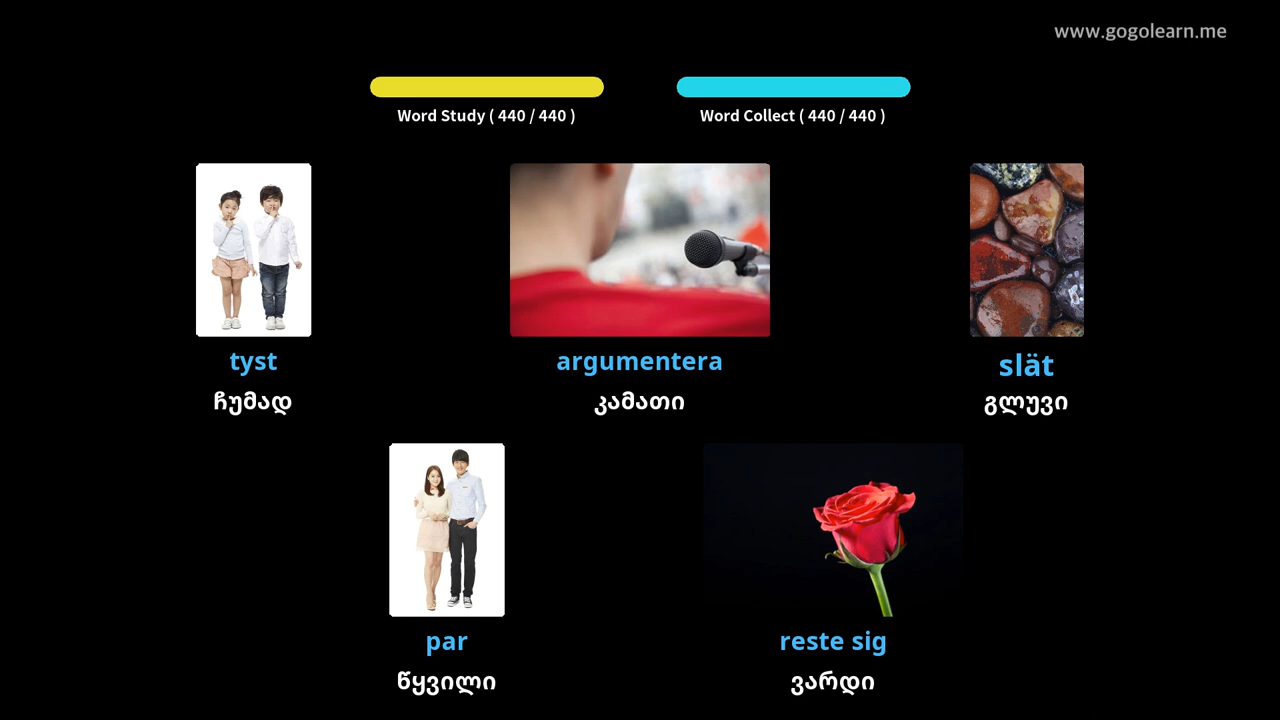 www.gogolearn.me
Word Study ( 440 / 440 )
Word Collect ( 440 / 440 )
tyst
argumentera
slät
ჩუმად
კამათი
გლუვი
par
reste sig
წყვილი
ვარდი